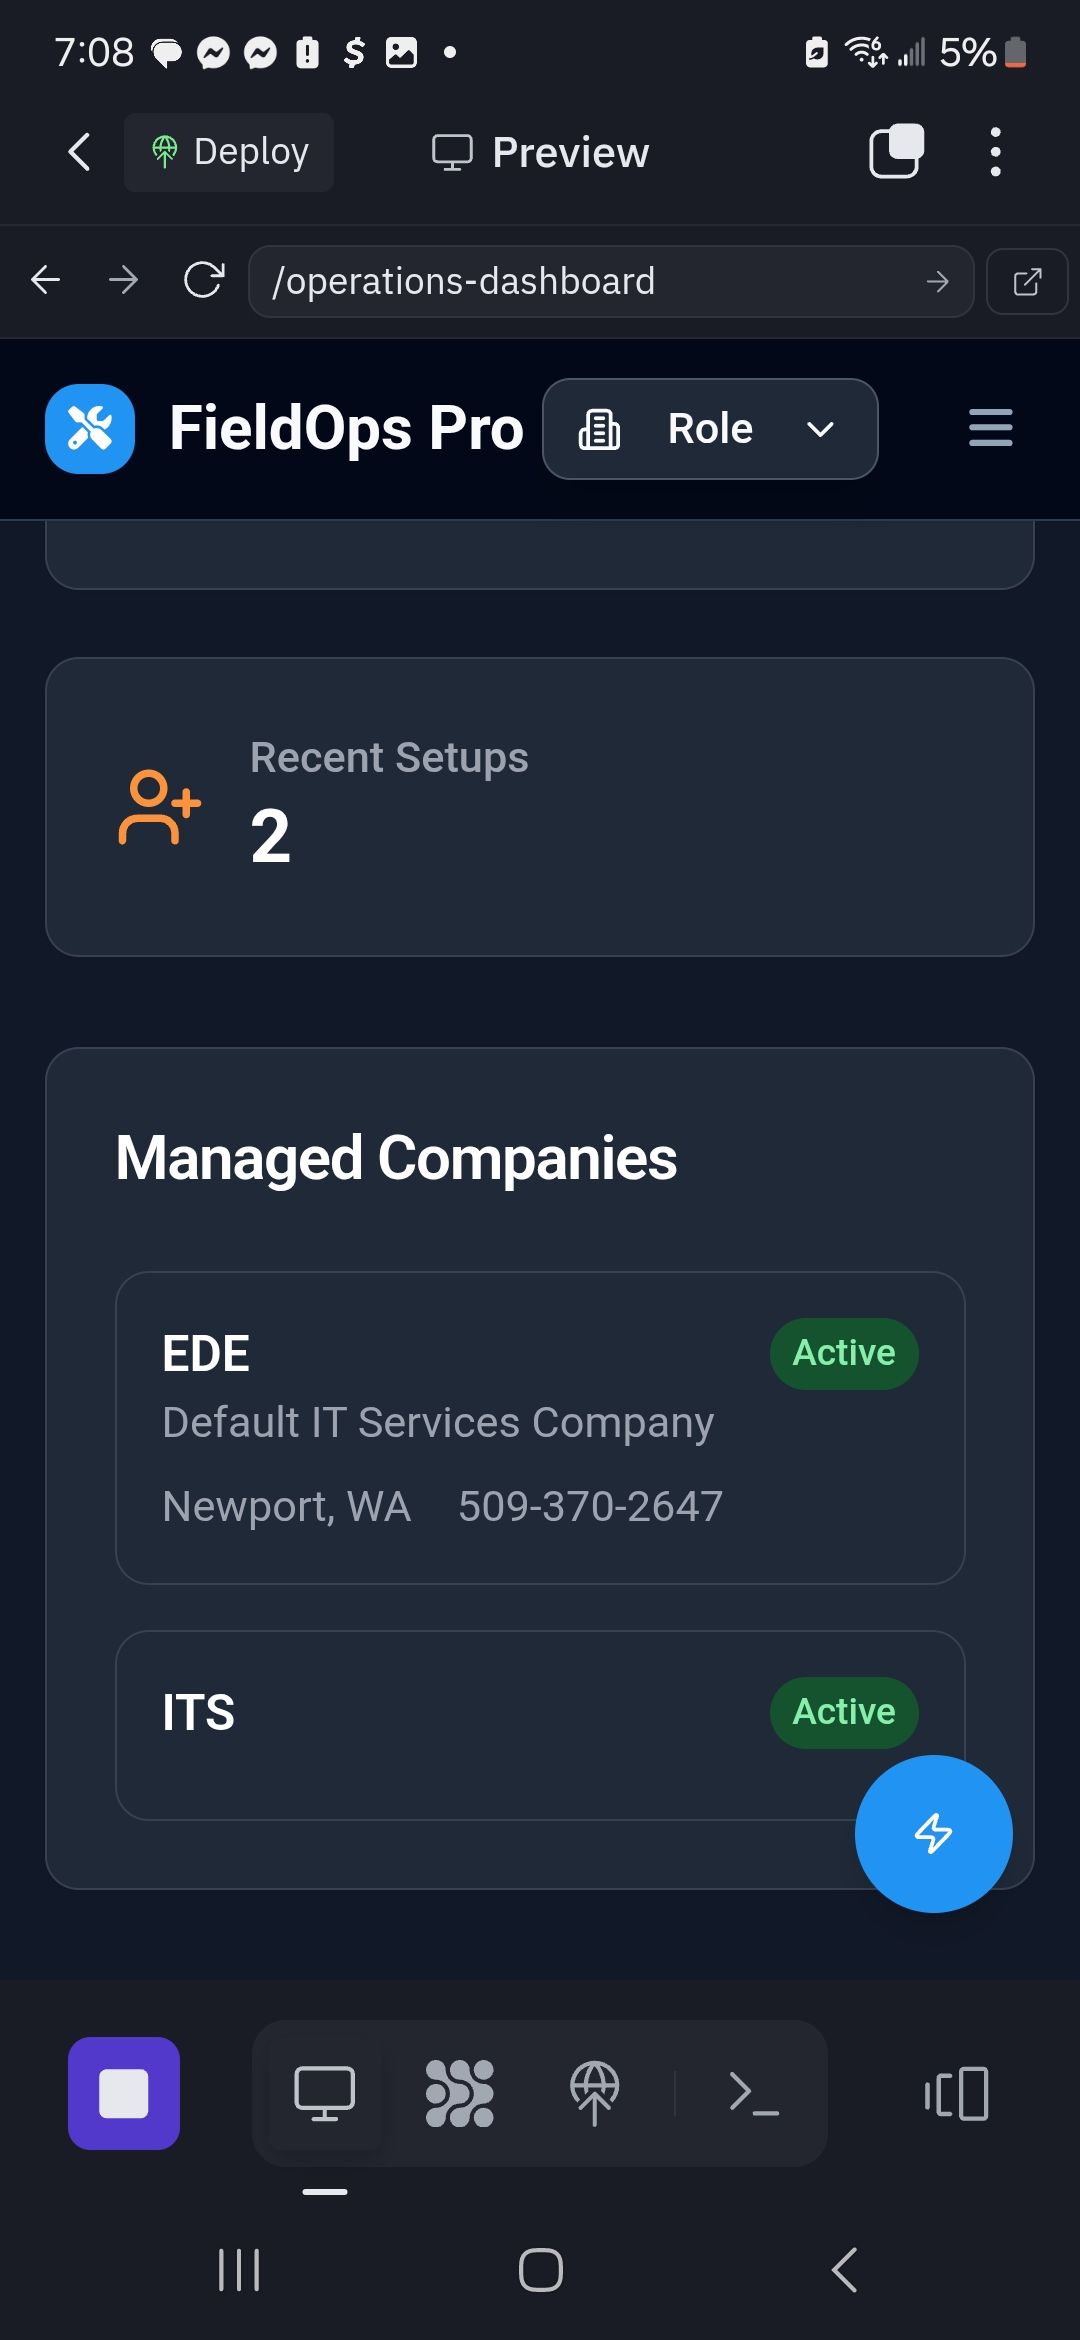 7:08
5%
Deploy
Preview
/operations-dashboard
FieldOps Pro
Role
Recent Setups
2
Managed Companies
EDE
Active
Default IT Services Company
Newport, WA 509-370-2647
ITS
Active